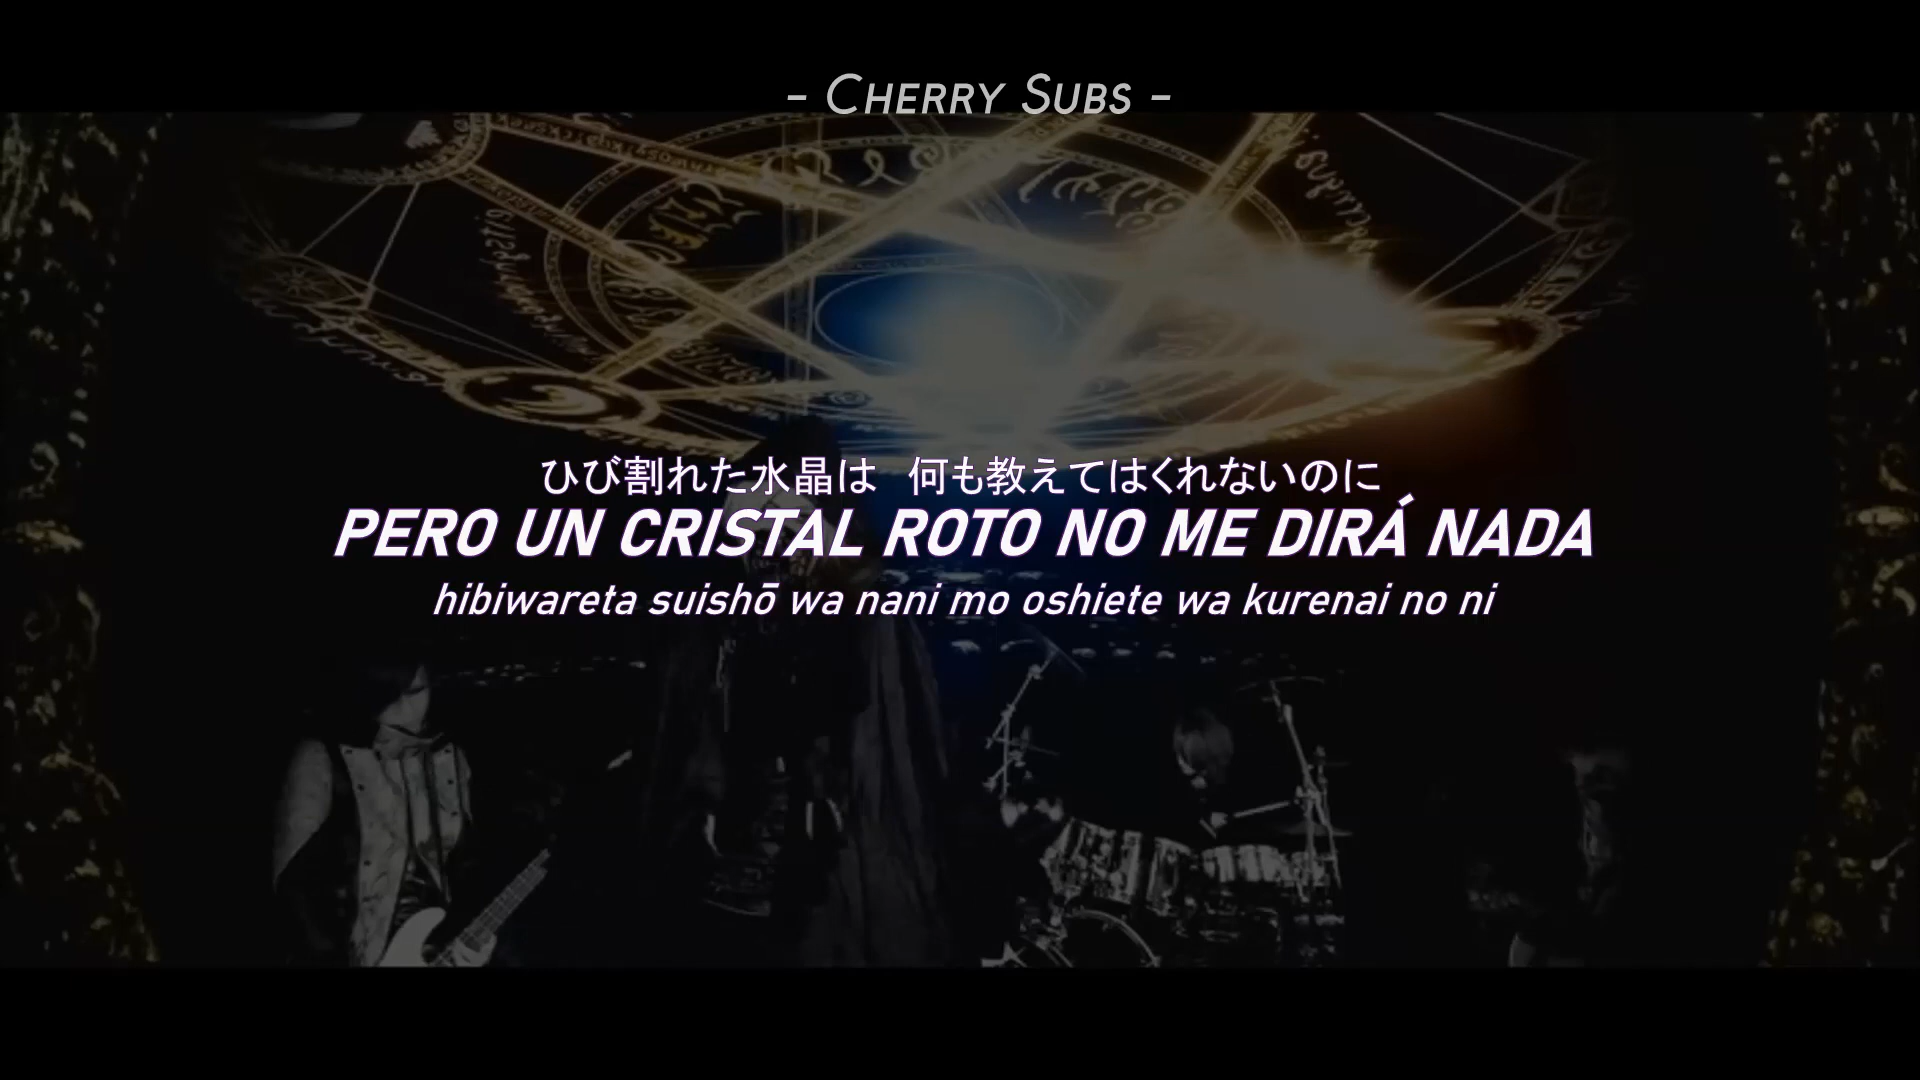 - Cherry Subs -
ひび割れた水晶は　何も教えてはくれないのに
PERO UN CRISTAL ROTO NO ME DIRÁ NADA
hibiwareta suishō wa nani mo oshiete wa kurenai no ni